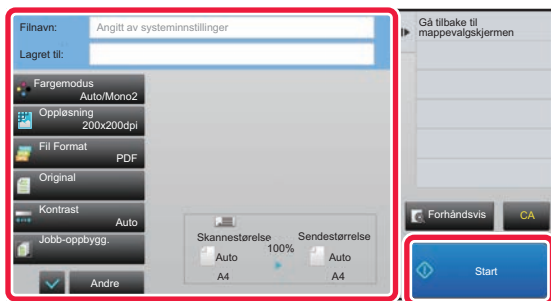 Filnavn: Angitt av systeminnstillinger
Lagret til:
Fargemodus
Auto/Mono2
Oppløsning
200x200dpi
Fil Format
PDF
Original
Kontrast
Auto
Jobb-oppbygg.
Andre
Skannestørrelse
100%
Sendestørrelse
Auto
Auto
A4
A4
Gå tilbake til
mappevalgskjermen
Forhåndsvis
CA
Start